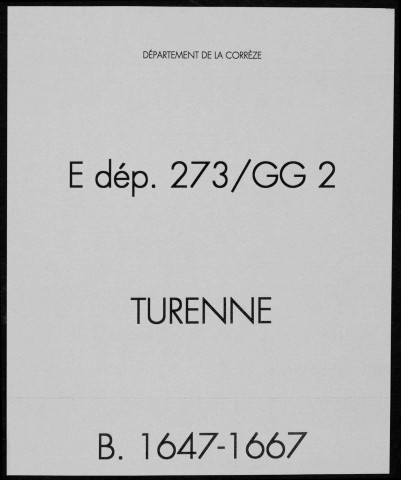 DÉPARTEMENT DE LA CORRÈZE
E dép. 273/GG 2
TURENNE
B. 1647-1667